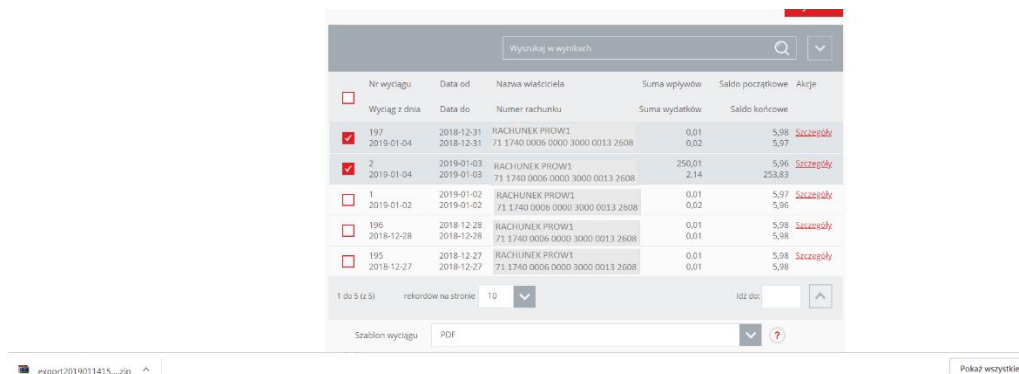 Wyszukaj w wynikach
Nr wyciągu Data od Nazwa właściciela Suma wpływów Saldo początkowe Akcje
Wyciąg z dnia Data do Numer rachunku Suma wydatków Saldo końcowe
197 2018-12-31 RACHUNEK PROW1 0,01 5,98 Szczegóły
2019-01-04 2018-12-31 71 1740 0006 0000 3000 0013 2608 0,02 5,97
2 2019-01-03 RACHUNEK PROW1 250,01 5,96 Szczegóły
2019-01-04 2019-01-03 71 1740 0006 0000 3000 0013 2608 2,14 253,83
1 2019-01-02 RACHUNEK PROW1 0,01 5,97 Szczegóły
2019-01-02 2019-01-02 71 1740 0006 0000 3000 0013 2608 0,02 5,96
196 2018-12-28 RACHUNEK PROW1 0,01 5,98 Szczegóły
2018-12-28 2018-12-28 71 1740 0006 0000 3000 0013 2608 0,01 5,98
195 2018-12-27 RACHUNEK PROW1 0,01 5,98 Szczegóły
2018-12-27 2018-12-27 71 1740 0006 0000 3000 0013 2608 0,01 5,98
1 do 5 (z 5) rekordów na stronie 10 Idź do:
Szablon wyciągu PDF ?
export2019011415....zip Pokaż wszystkie